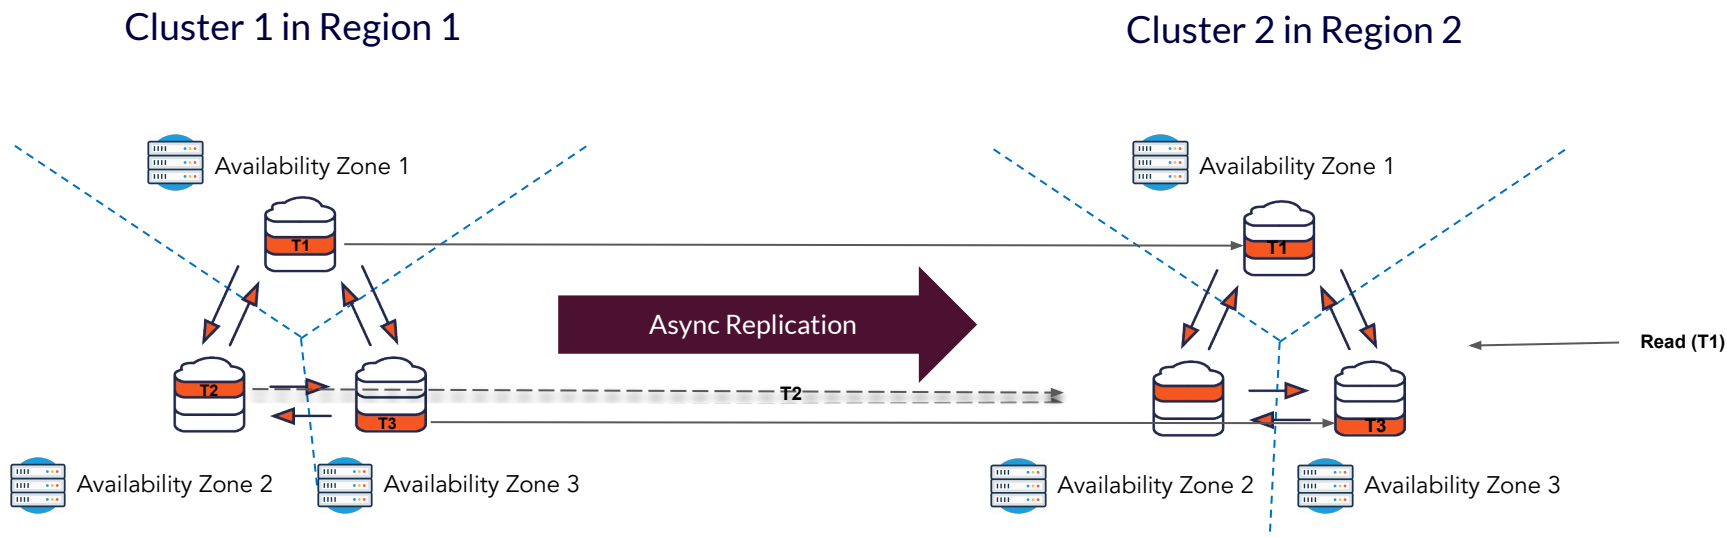 Cluster 1 in Region 1
Cluster 2 in Region 2
Availability Zone 1
Availability Zone 1
T1
T1
Async Replication
Read (T1)
T2
T2
T3
T3
Availability Zone 2
Availability Zone 3
Availability Zone 2
Availability Zone 3